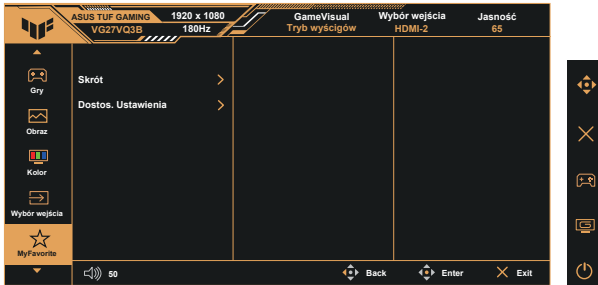 ASUS TUF GAMING 1920 x 1080 GameVisual Wybór wejścia Jasność
VG27VQ3B 180Hz Tryb wyścigów HDMI-2 65
Gry
Obraz
Kolor
Wybór wejścia
MyFavorite
Skrót
Dostos. Ustawienia
50 Back Enter Exit